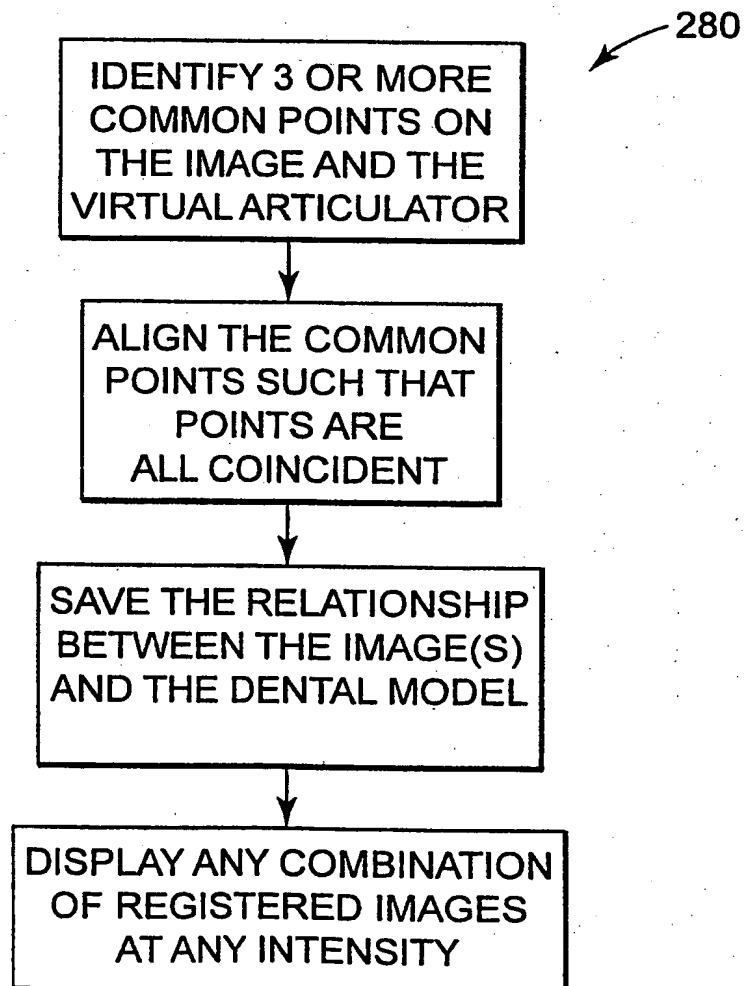 280
IDENTIFY 3 OR MORE
COMMON POINTS ON
THE IMAGE AND THE
VIRTUAL ARTICULATOR
ALIGN THE COMMON
POINTS SUCH THAT
POINTS ARE
ALL COINCIDENT
SAVE THE RELATIONSHIP
BETWEEN THE IMAGE(S)
AND THE DENTAL MODEL
DISPLAY ANY COMBINATION
OF REGISTERED IMAGES
AT ANY INTENSITY